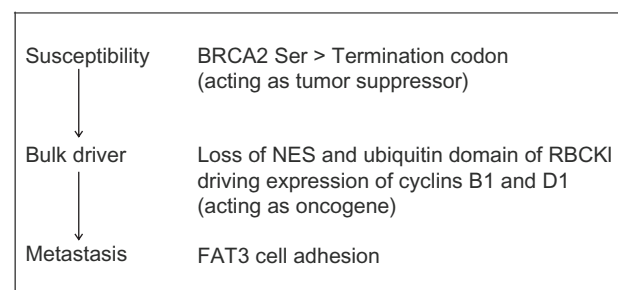 Susceptibility BRCA2 Ser > Termination codon
(acting as tumor suppressor)
Bulk driver Loss of NES and ubiquitin domain of RBCKI
driving expression of cyclins B1 and D1
(acting as oncogene)
Metastasis FAT3 cell adhesion